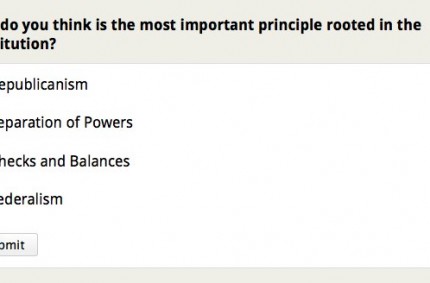 do you think is the most important principle rooted in the
itution?
epublicanism
eparation of Powers
hecks and Balances
ederalism
bmit